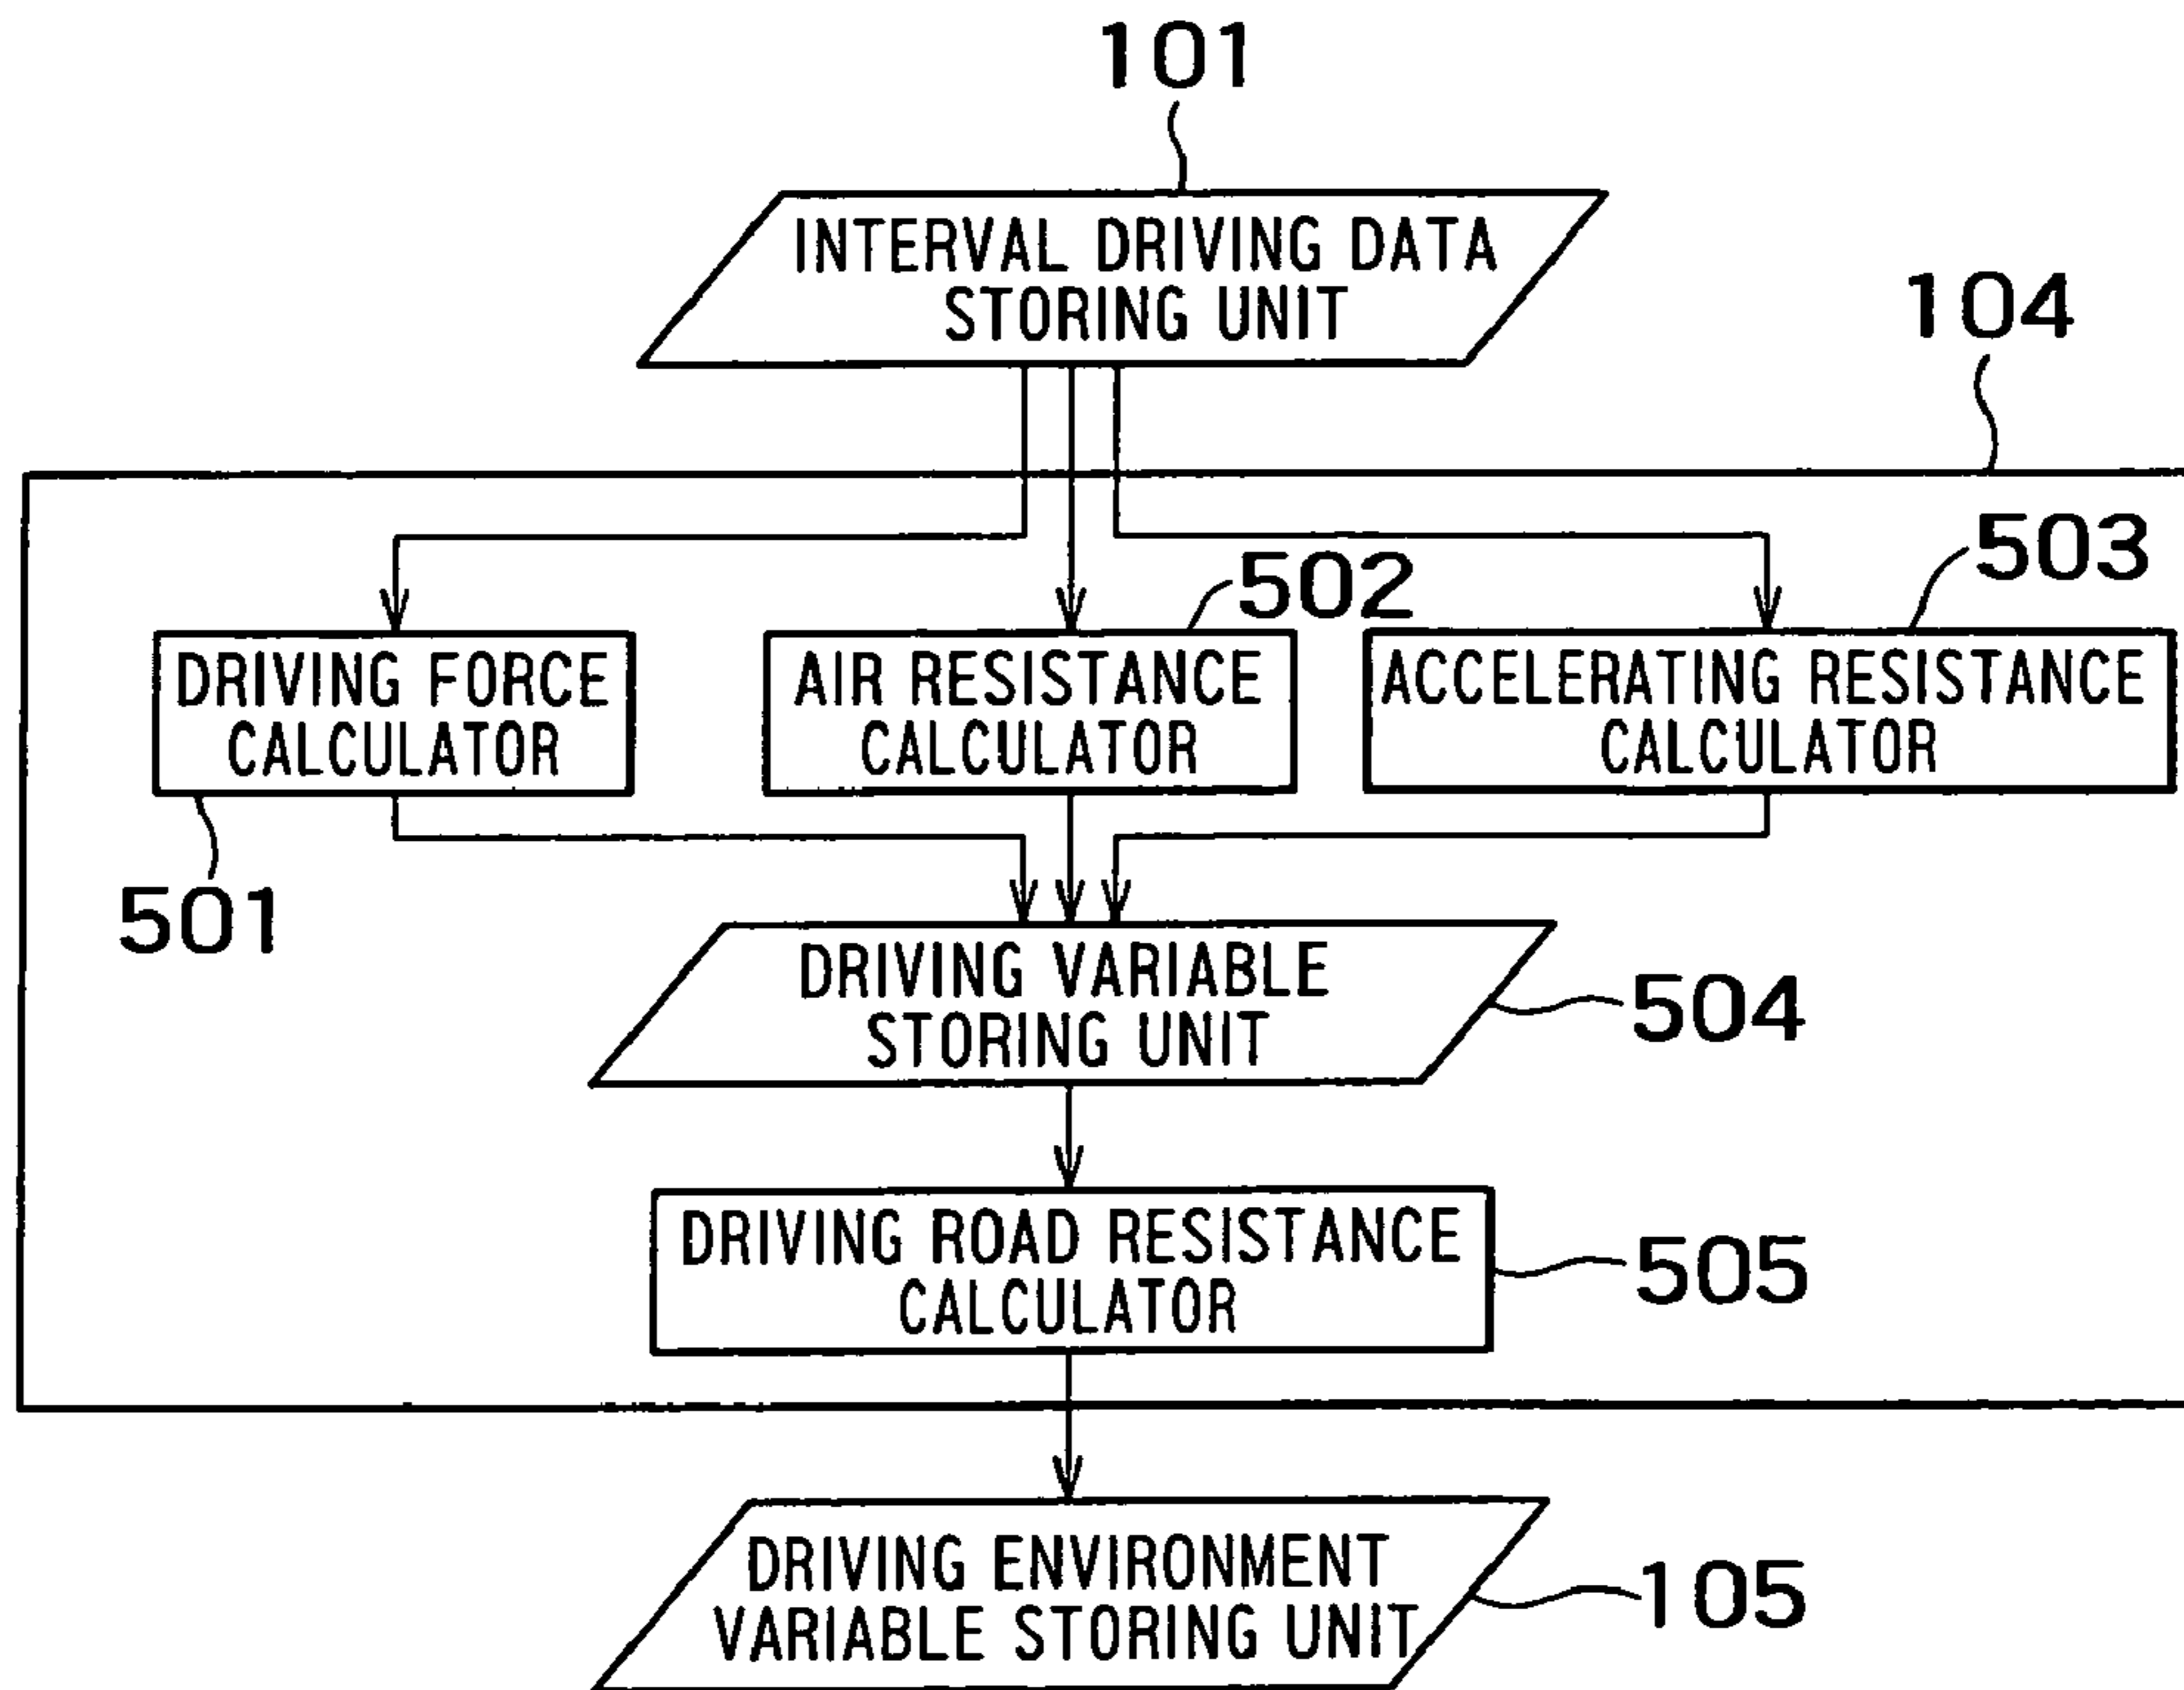 101
INTERVAL DRIVING DATA
STORING UNIT
104
503
502
DRIVING FORCE
CALCULATOR
AIR RESISTANCE
CALCULATOR
ACCELERATING RESISTANCE
CALCULATOR
501
DRIVING VARIABLE
STORING UNIT
504
DRIVING ROAD RESISTANCE
CALCULATOR
505
DRIVING ENVIRONMENT
VARIABLE STORING UNIT
105